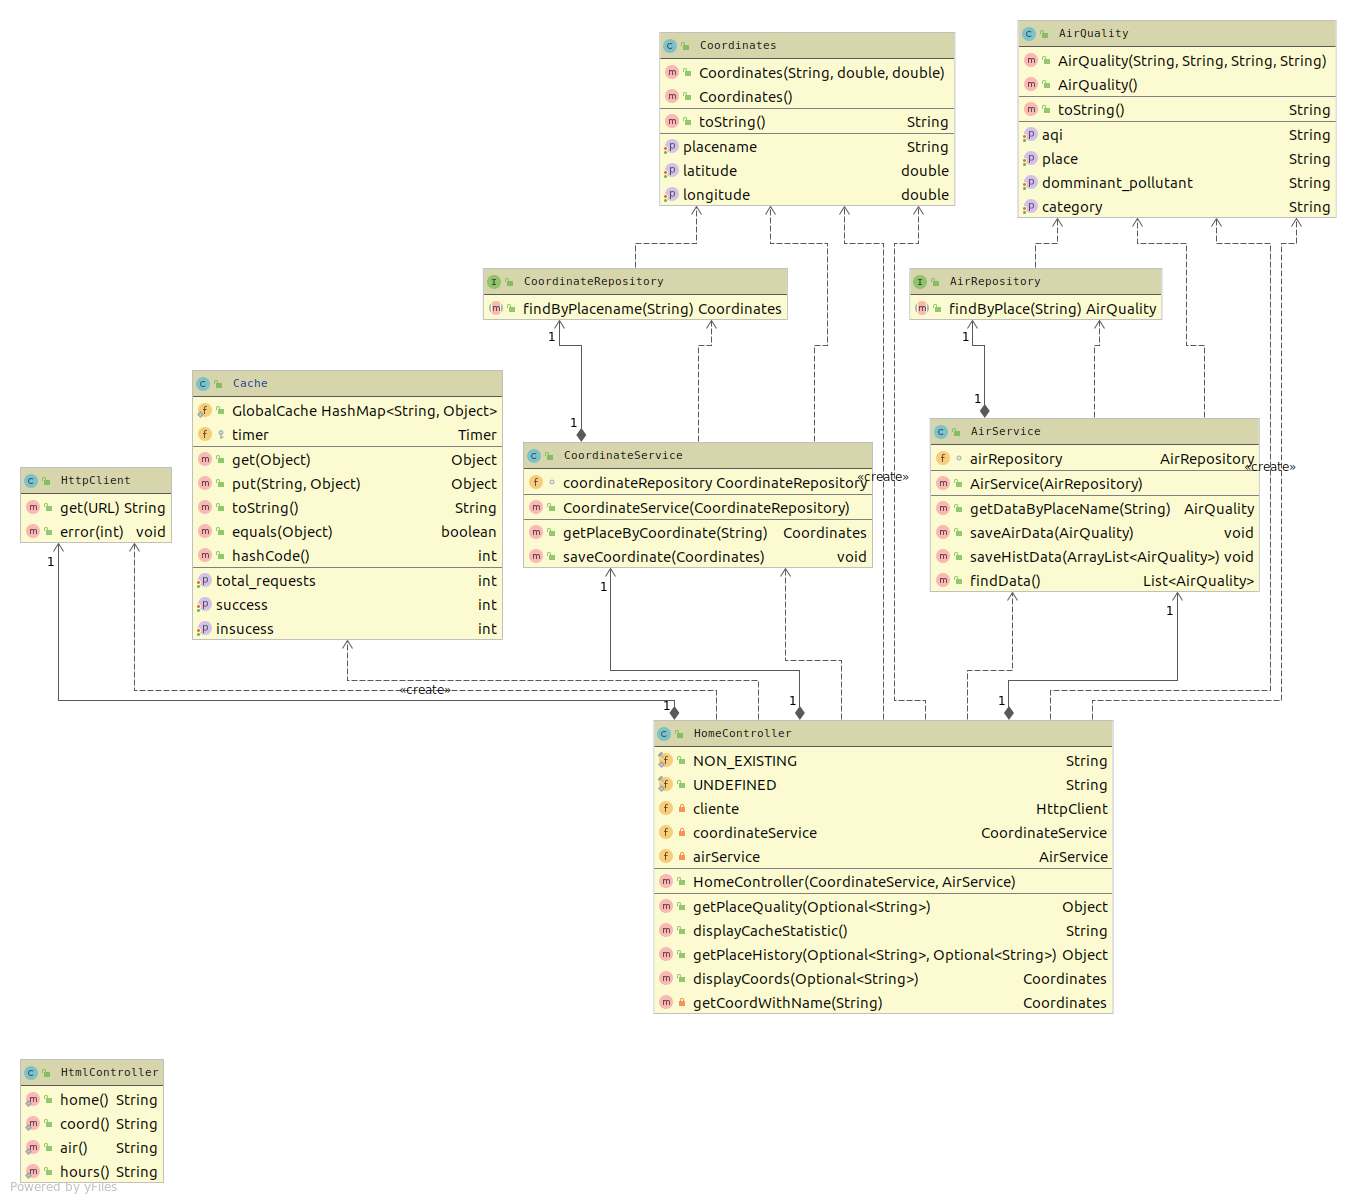 Coordinates
Coordinates(String, double, double)
Coordinates()
toString() String
placename String
latitude double
longitude double
AirQuality
AirQuality(String, String, String, String)
AirQuality()
toString() String
aqi String
place String
domminant_pollutant String
category String
CoordinateRepository
findByPlacename(String) Coordinates
AirRepository
findByPlace(String) AirQuality
1
1
1
1
Cache
GlobalCache HashMap<String, Object>
timer Timer
get(Object) Object
put(String, Object) Object
toString() String
equals(Object) boolean
hashCode() int
total_requests int
success int
insucess int
HttpClient
get(URL) String
error(int) void
CoordinateService
coordinateRepository CoordinateRepository
CoordinateService(CoordinateRepository)
getPlaceByCoordinate(String) Coordinates
saveCoordinate(Coordinates) void
«create»
AirService
airRepository AirRepository
AirService(AirRepository)
getDataByPlaceName(String) AirQuality
saveAirData(AirQuality) void
saveHistData(ArrayList<AirQuality>) void
findData() List<AirQuality>
«create»
1
1
1
«create»
1
1
1
HomeController
NON_EXISTING String
UNDEFINED String
cliente HttpClient
coordinateService CoordinateService
airService AirService
HomeController(CoordinateService, AirService)
getPlaceQuality(Optional<String>) Object
displayCacheStatistic() String
getPlaceHistory(Optional<String>, Optional<String>) Object
displayCoords(Optional<String>) Coordinates
getCoordWithName(String) Coordinates
HtmlController
home() String
coord() String
air() String
hours() String
Powered by yFiles